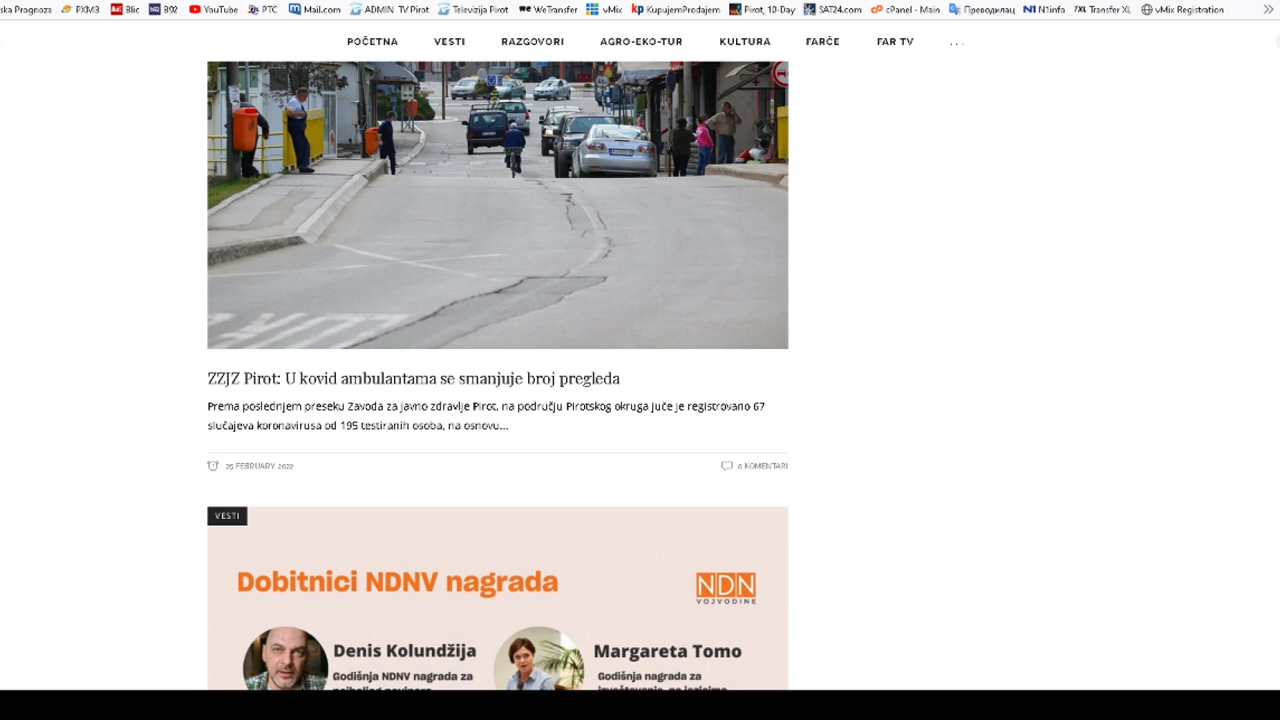 ska Prognoza PXM3 Blic B92 YouTube РТС Mail.com ADMIN TV Pirot Televizija Pirot WeTransfer vMix KupujemProdajem Pirot, 10-Day SAT24.com cPanel - Main Преводилац N1info Transfer XL vMix Registration
POČETNA VESTI RAZGOVORI AGRO-EKO-TUR KULTURA FARČE FAR TV ...
ZZJZ Pirot: U kovid ambulantama se smanjuje broj pregleda
Prema poslednjem preseku Zavoda za javno zdravlje Pirot, na području Pirotskog okruga juče je registrovano 67
slučajeva koronavirusa od 195 testiranih osoba, na osnovu...
25 FEBRUARY 2022 0 KOMENTARI
VESTI
Dobitnici NDNV nagrada
NDN
VOJVODINE
Denis Kolundžija Margareta Tomo
Godišnja NDNV nagrada za Godišnja nagrada za